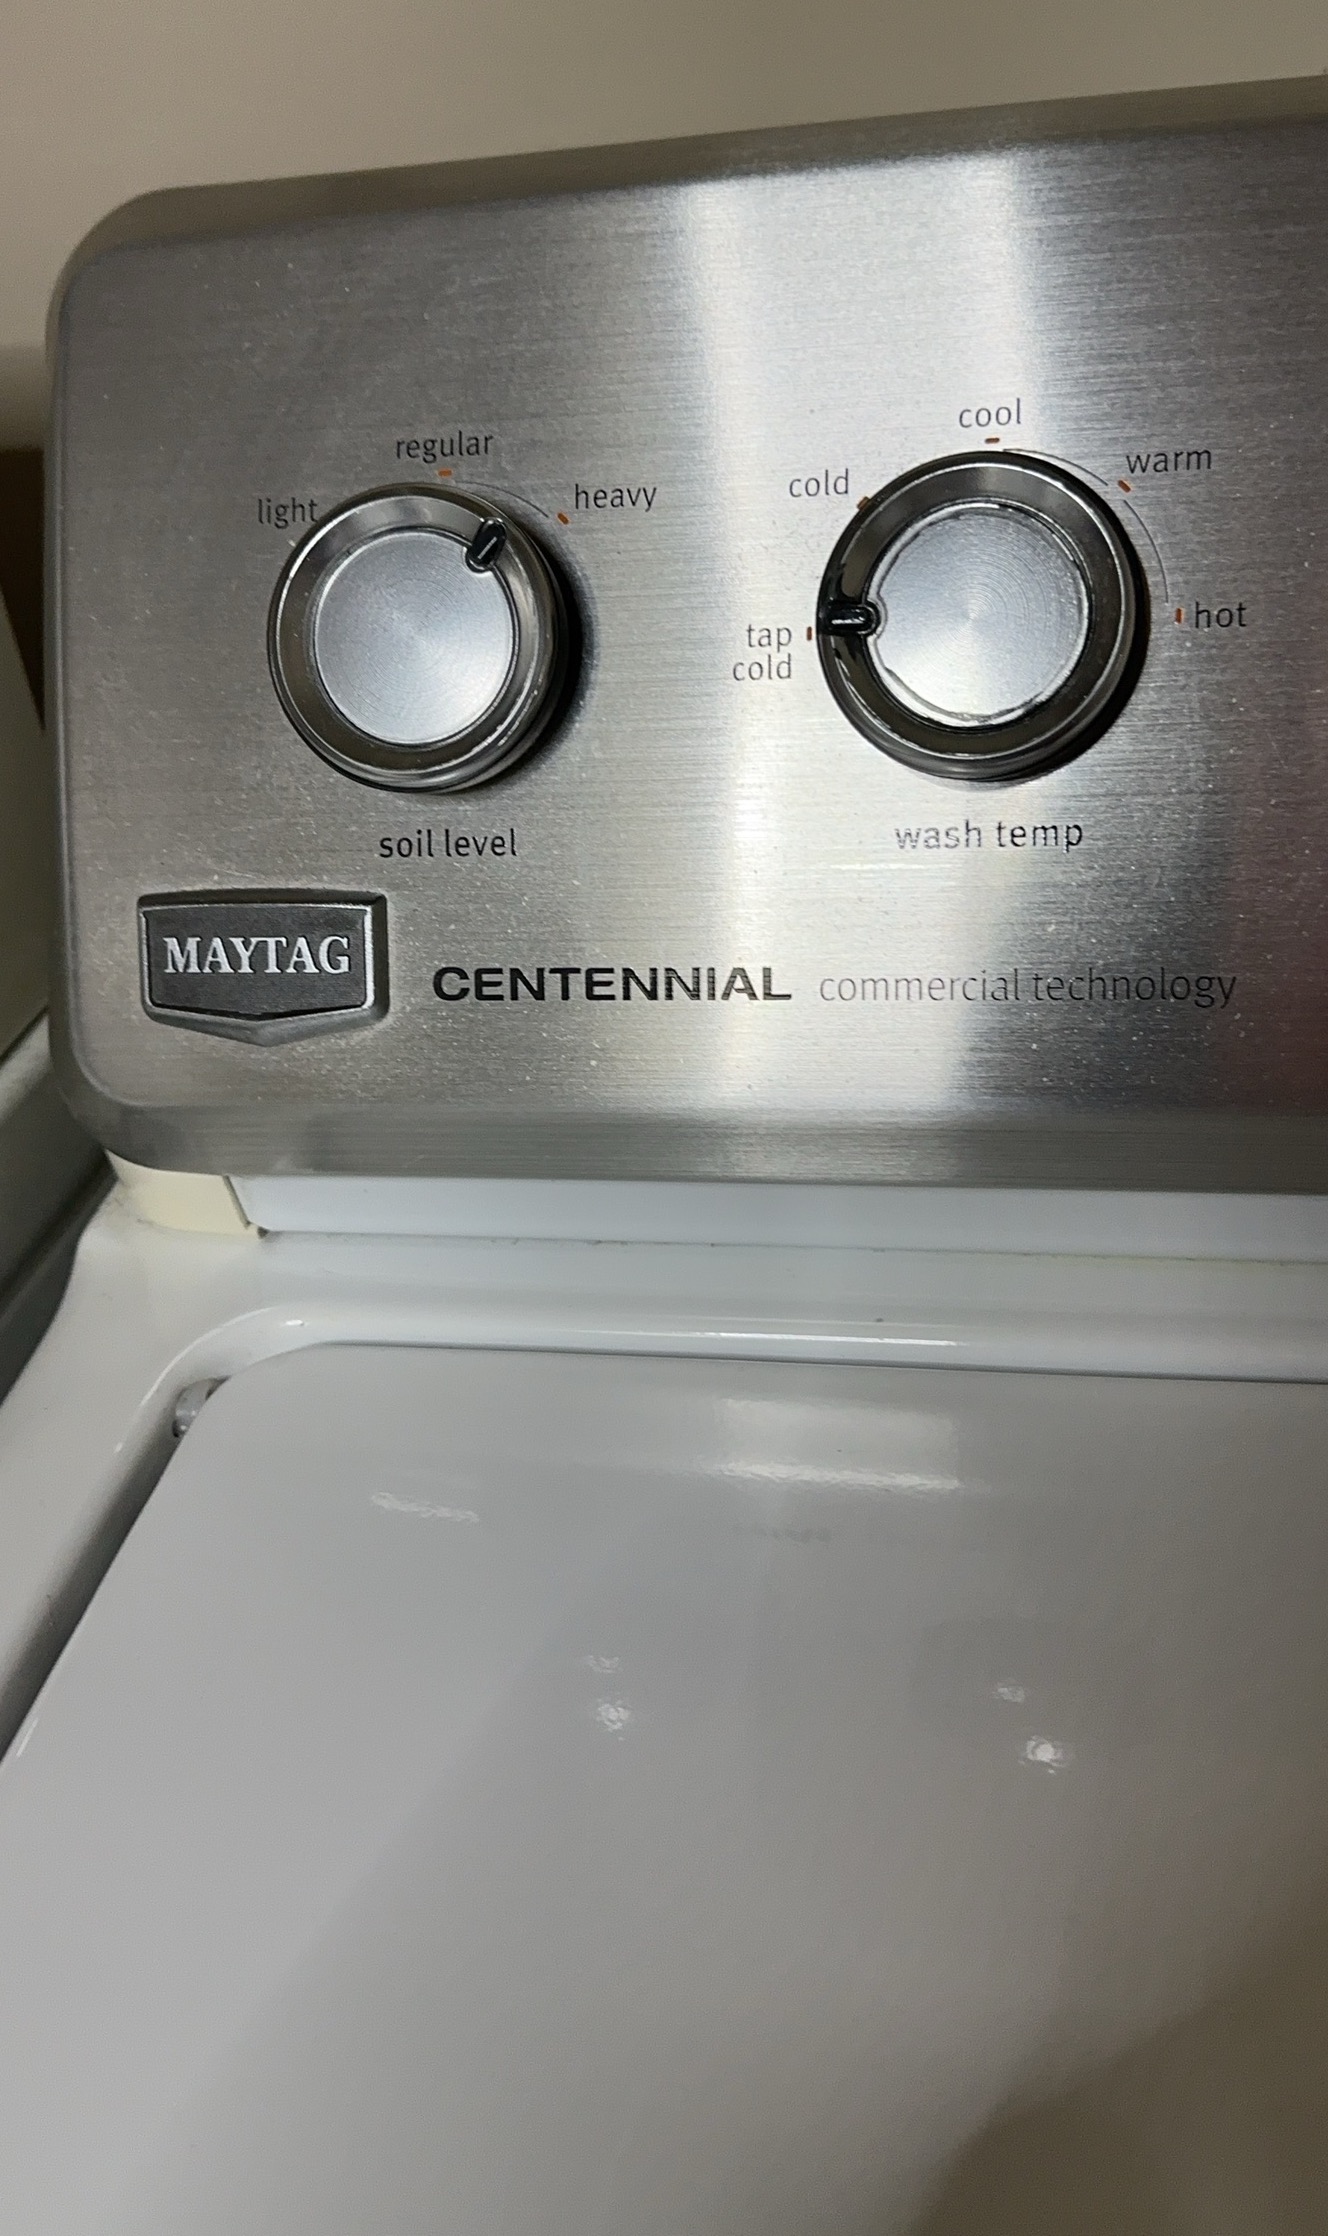 regular
light
heavy
soil level
cool
cold
warm
tap
cold
hot
wash temp
MAYTAG
CENTENNIAL commercial technology